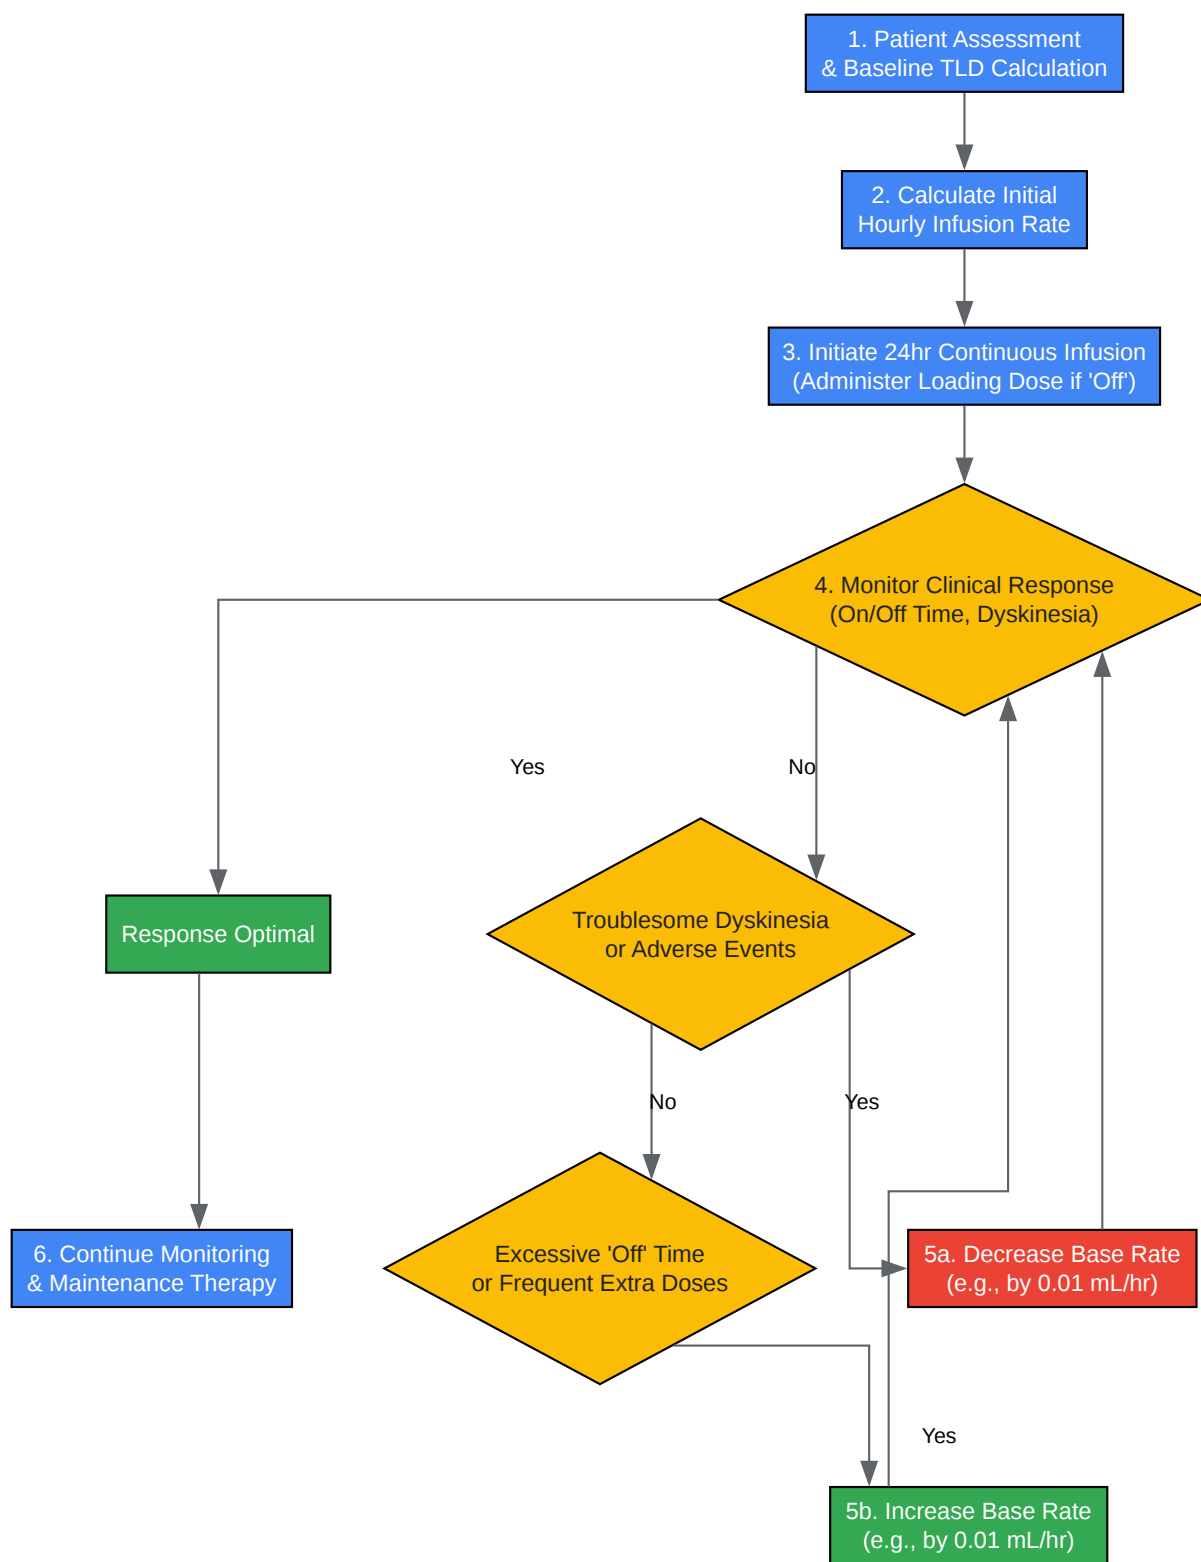 1. Patient Assessment
& Baseline TLD Calculation
2. Calculate Initial
Hourly Infusion Rate
3. Initiate 24hr Continuous Infusion
(Administer Loading Dose if 'Off')
4. Monitor Clinical Response
(On/Off Time, Dyskinesia)
Yes
No
Response Optimal
Troublesome Dyskinesia
or Adverse Events
No
Yes
6. Continue Monitoring
& Maintenance Therapy
Excessive 'Off' Time
or Frequent Extra Doses
5a. Decrease Base Rate
(e.g., by 0.01 mL/hr)
Yes
5b. Increase Base Rate
(e.g., by 0.01 mL/hr)